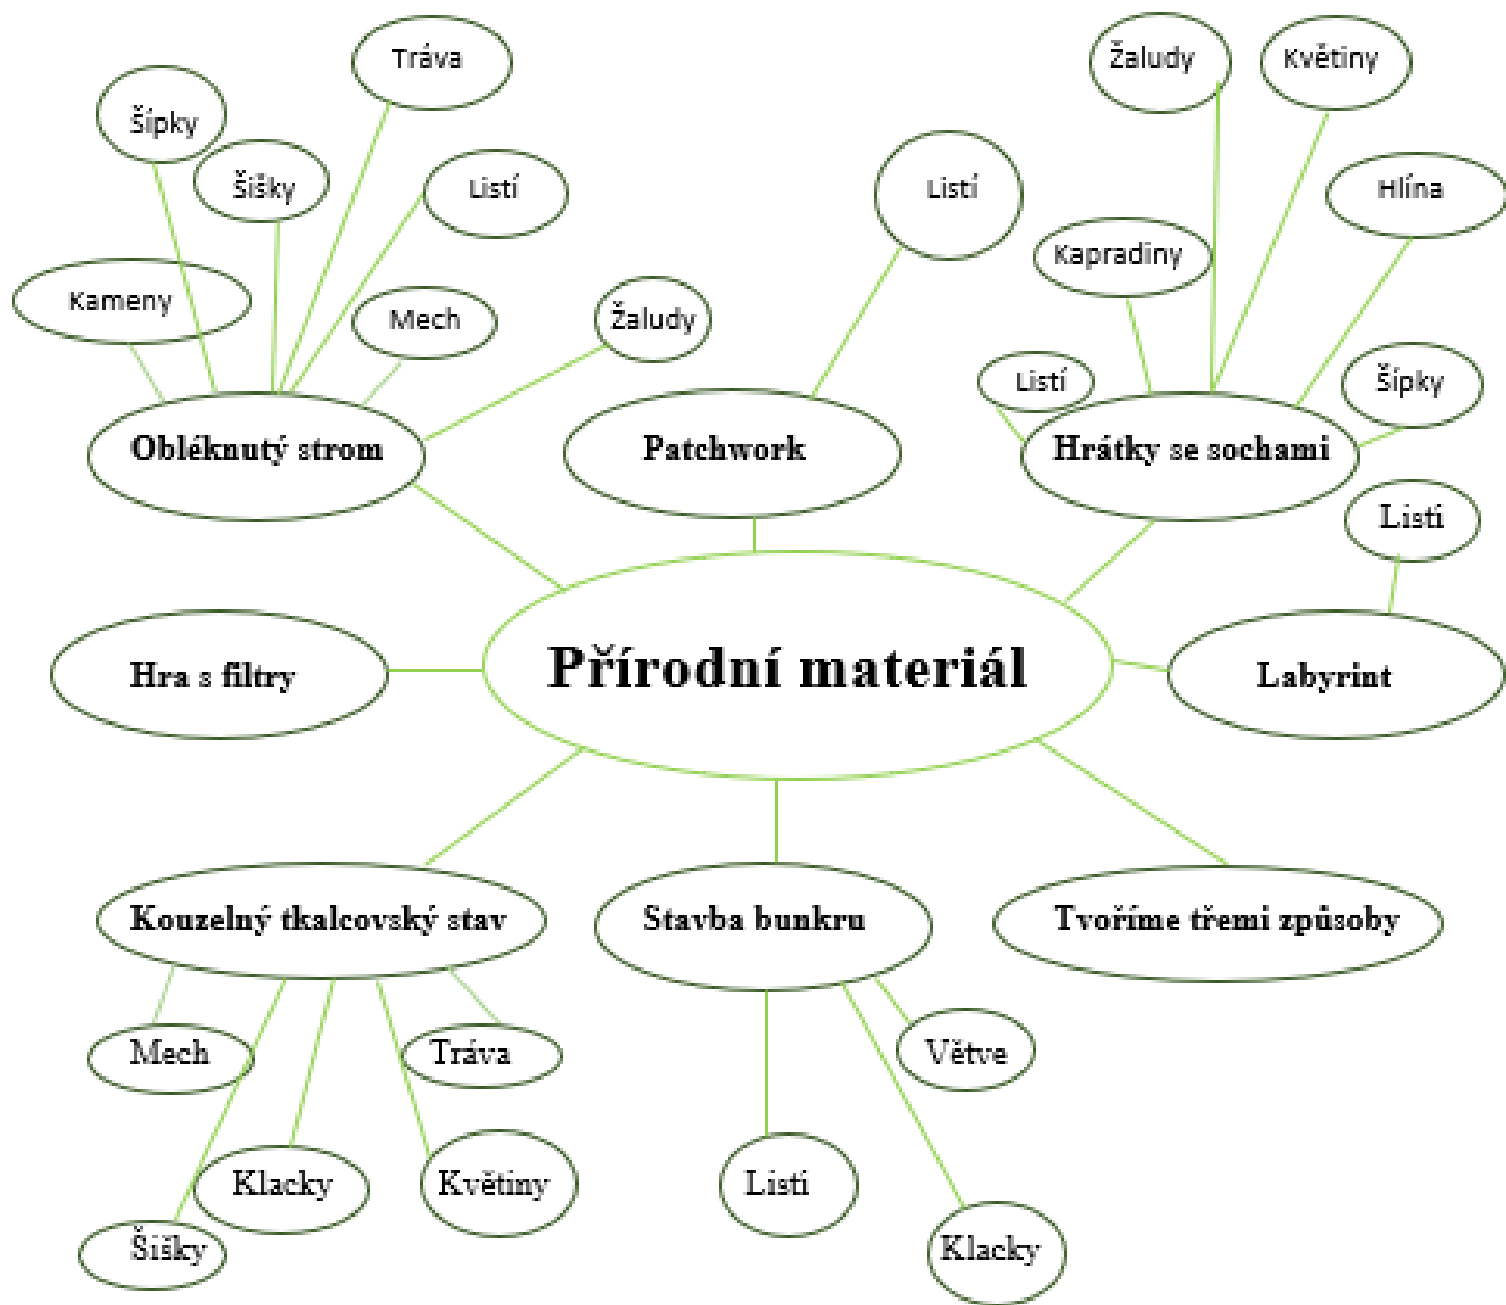 Tráva
Žaludy
Květiny
Šípky
Šišky
Listí
Listí
Hlína
Kapradiny
Kameny
Mech
Žaludy
Listí
Šípky
Obléknutý strom
Patchwork
Hrátky se sochami
Listí
Přírodní materiál
Hra s filtry
Labyrint
Kouzelný tkalcovský stav
Stavba bunkru
Tvoříme třemi způsoby
Mech
Tráva
Větve
Klacky
Květiny
Listí
Šišky
Klacky